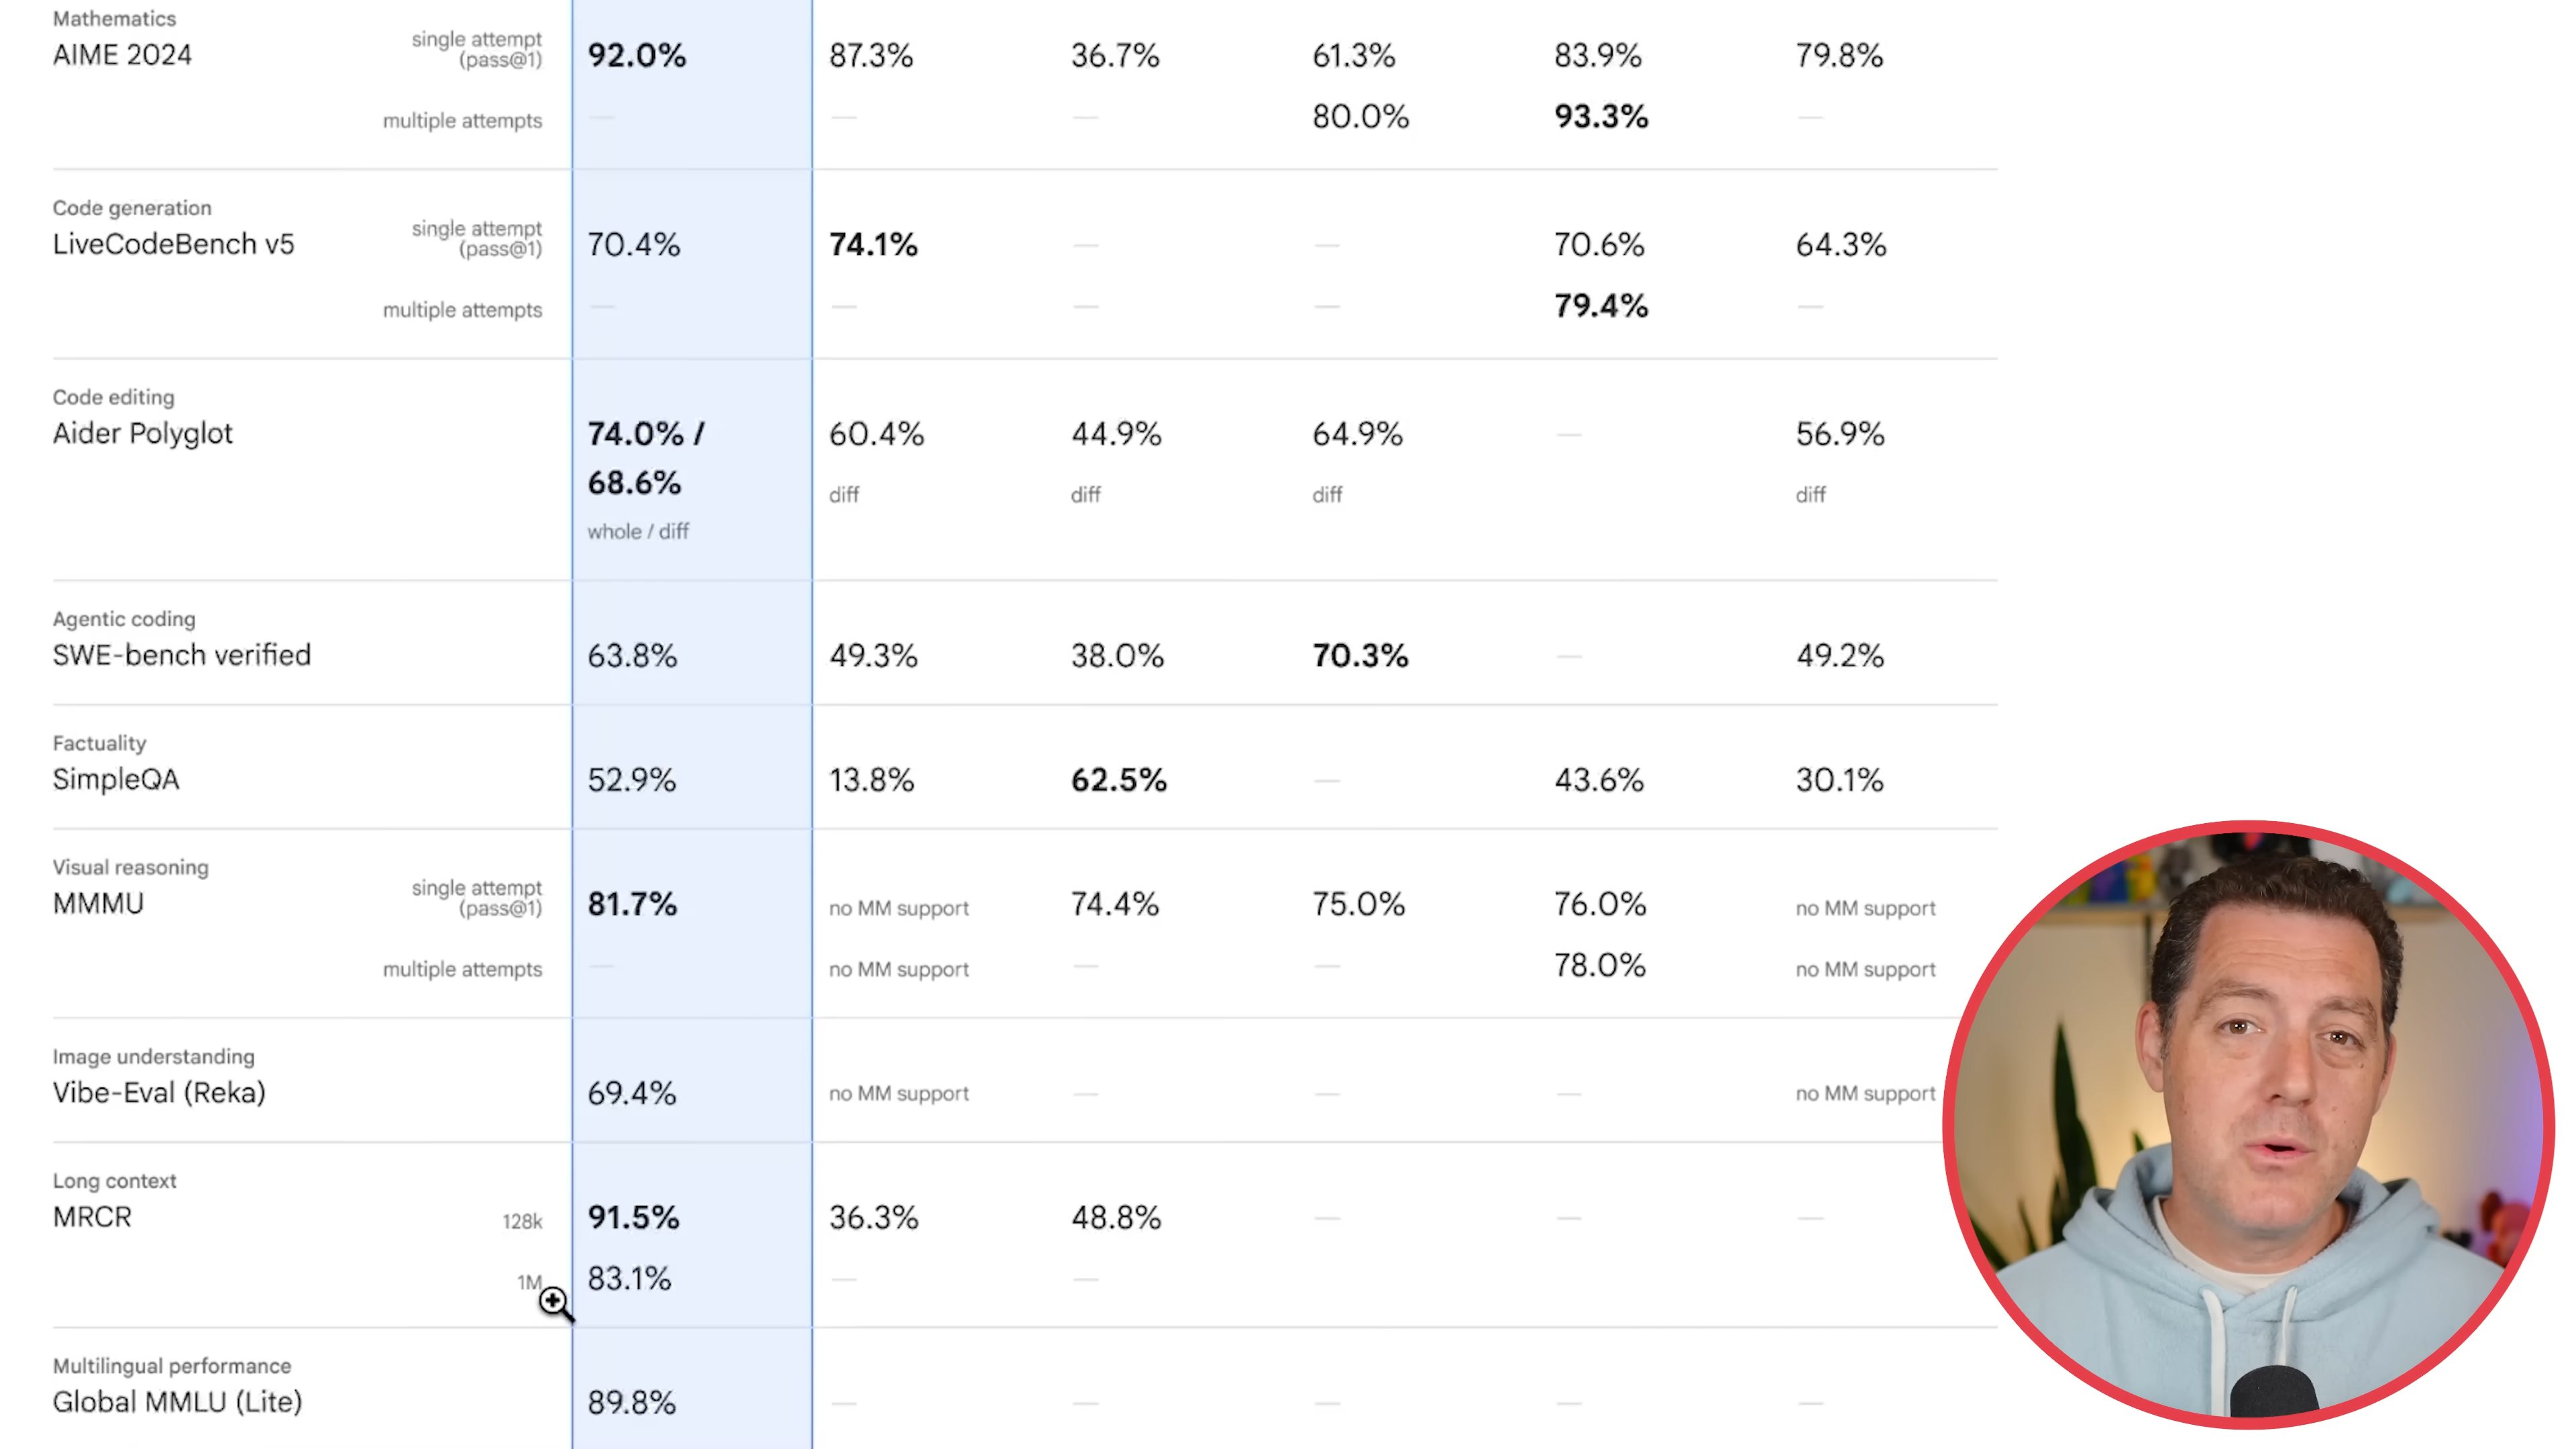 Mathematics
AIME 2024 single attempt (pass@1) 92.0% 87.3% 36.7% 61.3% 83.9% 79.8%
multiple attempts — — — 80.0% 93.3% —
Code generation
LiveCodeBench v5 single attempt (pass@1) 70.4% 74.1% — — 70.6% 64.3%
multiple attempts — — — — 79.4% —
Code editing
Aider Polyglot 74.0% / 60.4% 44.9% 64.9% — 56.9%
68.6% diff diff diff diff
whole / diff
Agentic coding
SWE-bench verified 63.8% 49.3% 38.0% 70.3% — 49.2%
Factuality
SimpleQA 52.9% 13.8% 62.5% — 43.6% 30.1%
Visual reasoning
MMMU single attempt (pass@1) 81.7% no MM support 74.4% 75.0% 76.0% no MM support
multiple attempts — no MM support — — 78.0% no MM support
Image understanding
Vibe-Eval (Reka) 69.4% no MM support — — — no MM support
Long context
MRCR 128k 91.5% 36.3% 48.8% — — —
1M 83.1% — —
Multilingual performance
Global MMLU (Lite) 89.8% — — — — —